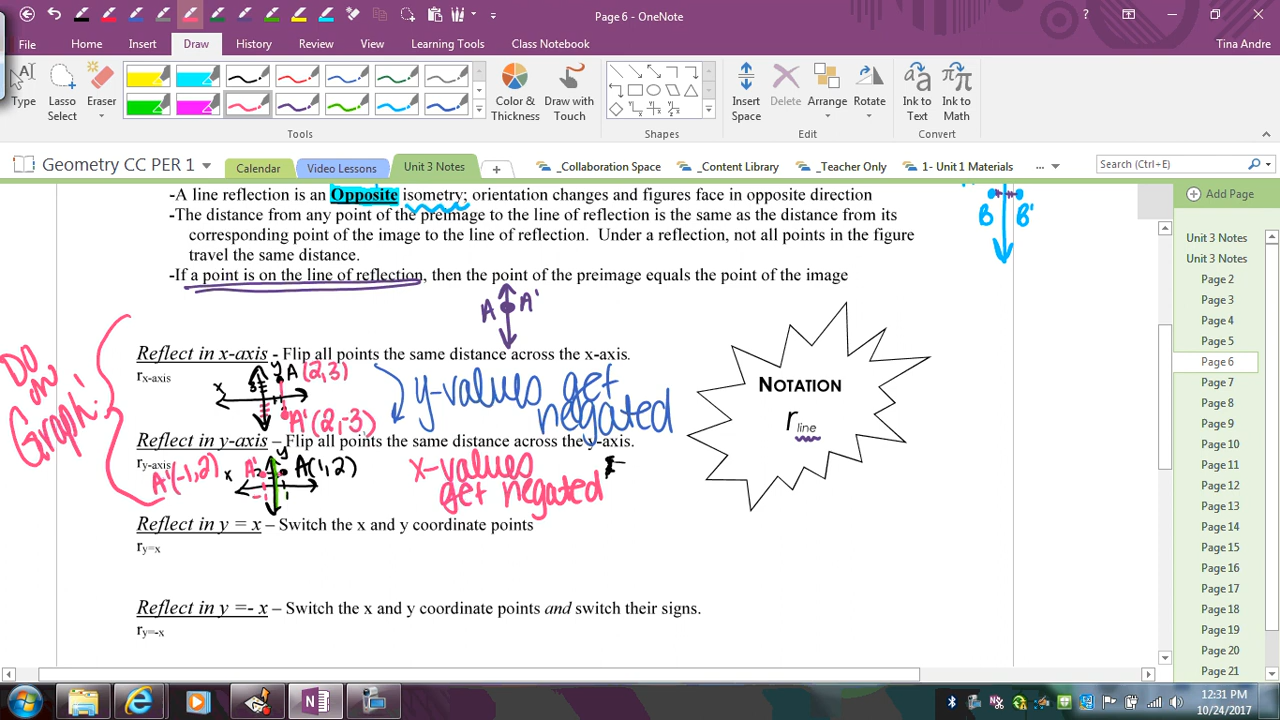 Page 6 - OneNote
Tina Andre
File Home Insert Draw History Review View Learning Tools Class Notebook
Type
Lasso Select
Eraser
Color & Thickness
Draw with Touch
Insert Space
Delete
Arrange
Rotate
Ink to Text
Ink to Math
Tools Shapes Edit Convert
Geometry CC PER 1 Calendar Video Lessons Unit 3 Notes _Collaboration Space _Content Library _Teacher Only 1- Unit 1 Materials ... Search (Ctrl+E)
-A line reflection is an Opposite isometry; orientation changes and figures face in opposite direction
-The distance from any point of the preimage to the line of reflection is the same as the distance from its
corresponding point of the image to the line of reflection. Under a reflection, not all points in the figure
travel the same distance.
-If a point is on the line of reflection, then the point of the preimage equals the point of the image
B B'
A A'
Do on Graph!
Reflect in x-axis - Flip all points the same distance across the x-axis.
rx-axis
x y A (2,3)
A'(2,-3)
y-values get
negated
NOTATION
r line
Reflect in y-axis – Flip all points the same distance across the y-axis.
ry-axis
A'(-1,2) x y A' 2 A(1,2)
x-values
get negated
Reflect in y = x – Switch the x and y coordinate points
ry=x
Reflect in y =- x – Switch the x and y coordinate points and switch their signs.
ry=-x
Add Page
Unit 3 Notes
Unit 3 Notes
Page 2
Page 3
Page 4
Page 5
Page 6
Page 7
Page 8
Page 9
Page 10
Page 11
Page 12
Page 13
Page 14
Page 15
Page 16
Page 17
Page 18
Page 19
Page 20
Page 21
12:31 PM
10/24/2017